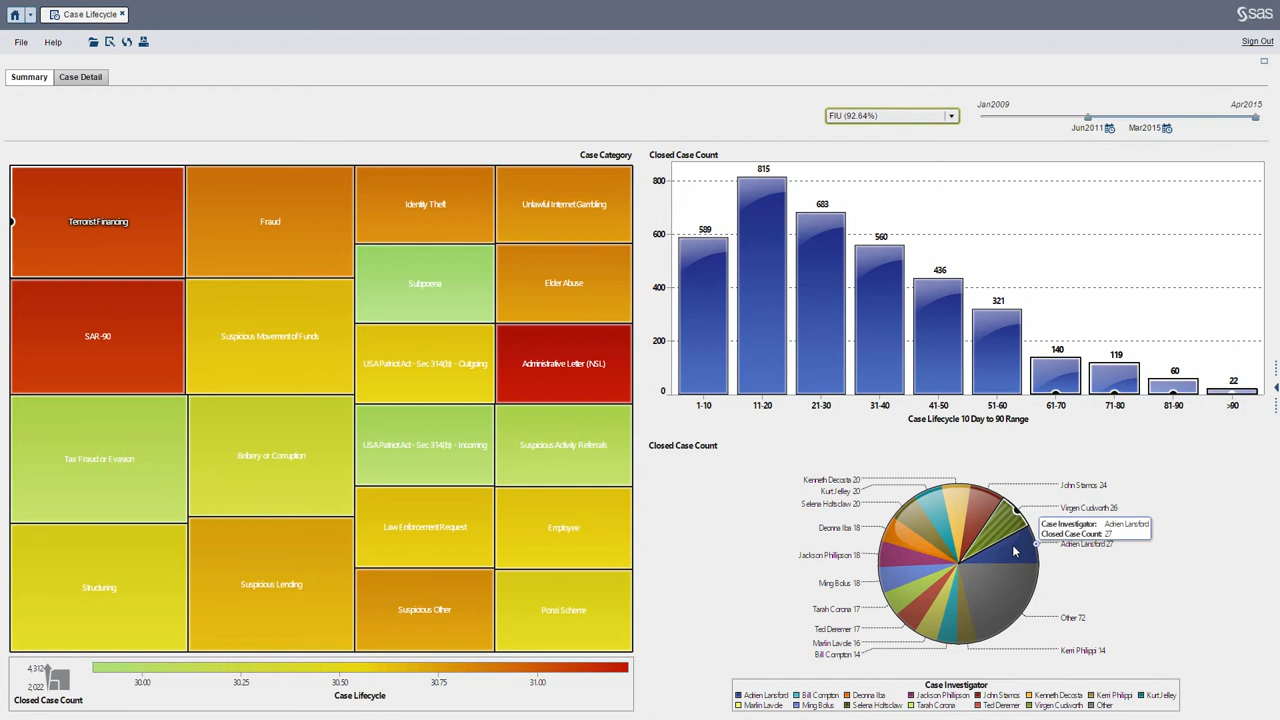 Case Lifecycle ×
sas
File Help
Sign Out
Summary Case Detail
FIU (92.64%)
Jan2009 Apr2015
Jun2011 Mar2015
Case Category
Terrorist Financing
Fraud
Identity Theft
Unlawful Internet Gambling
Subpoena
Elder Abuse
SAR-90
Suspicious Movement of Funds
USA Patriot Act - Sec 314(b) - Outgoing
Administrative Letter (NSL)
Tax Fraud or Evasion
Bribery or Corruption
USA Patriot Act - Sec 314(b) - Incoming
Suspicious Activity Referrals
Law Enforcement Request
Employee
Structuring
Suspicious Lending
Suspicious Other
Ponzi Scheme
4,312
2,022
Closed Case Count
30.00 30.25 30.50 30.75 31.00
Case Lifecycle
Closed Case Count
800
600
400
200
0
589 815 683 560 436 321 140 119 60 22
1-10 11-20 21-30 31-40 41-50 51-60 61-70 71-80 81-90 >90
Case Lifecycle 10 Day to 90 Range
Closed Case Count
Kenneth Decosta 20
Kurt Jelley 20
Selena Holtsclaw 20
Deonna Iba 18
Jackson Phillipson 18
Ming Bolus 18
Tarah Corona 17
Ted Deremer 17
Marlin Lavole 16
Bill Compton 14
John Stamos 24
Virgen Cudworth 26
Case Investigator: Adrien Lansford
Closed Case Count: 27
Adrien Lansford 27
Other 72
Kerri Philippi 14
Case Investigator
Adrien Lansford Bill Compton Deonna Iba Jackson Phillipson John Stamos Kenneth Decosta Kerri Philippi Kurt Jelley
Marlin Lavole Ming Bolus Selena Holtsclaw Tarah Corona Ted Deremer Virgen Cudworth Other